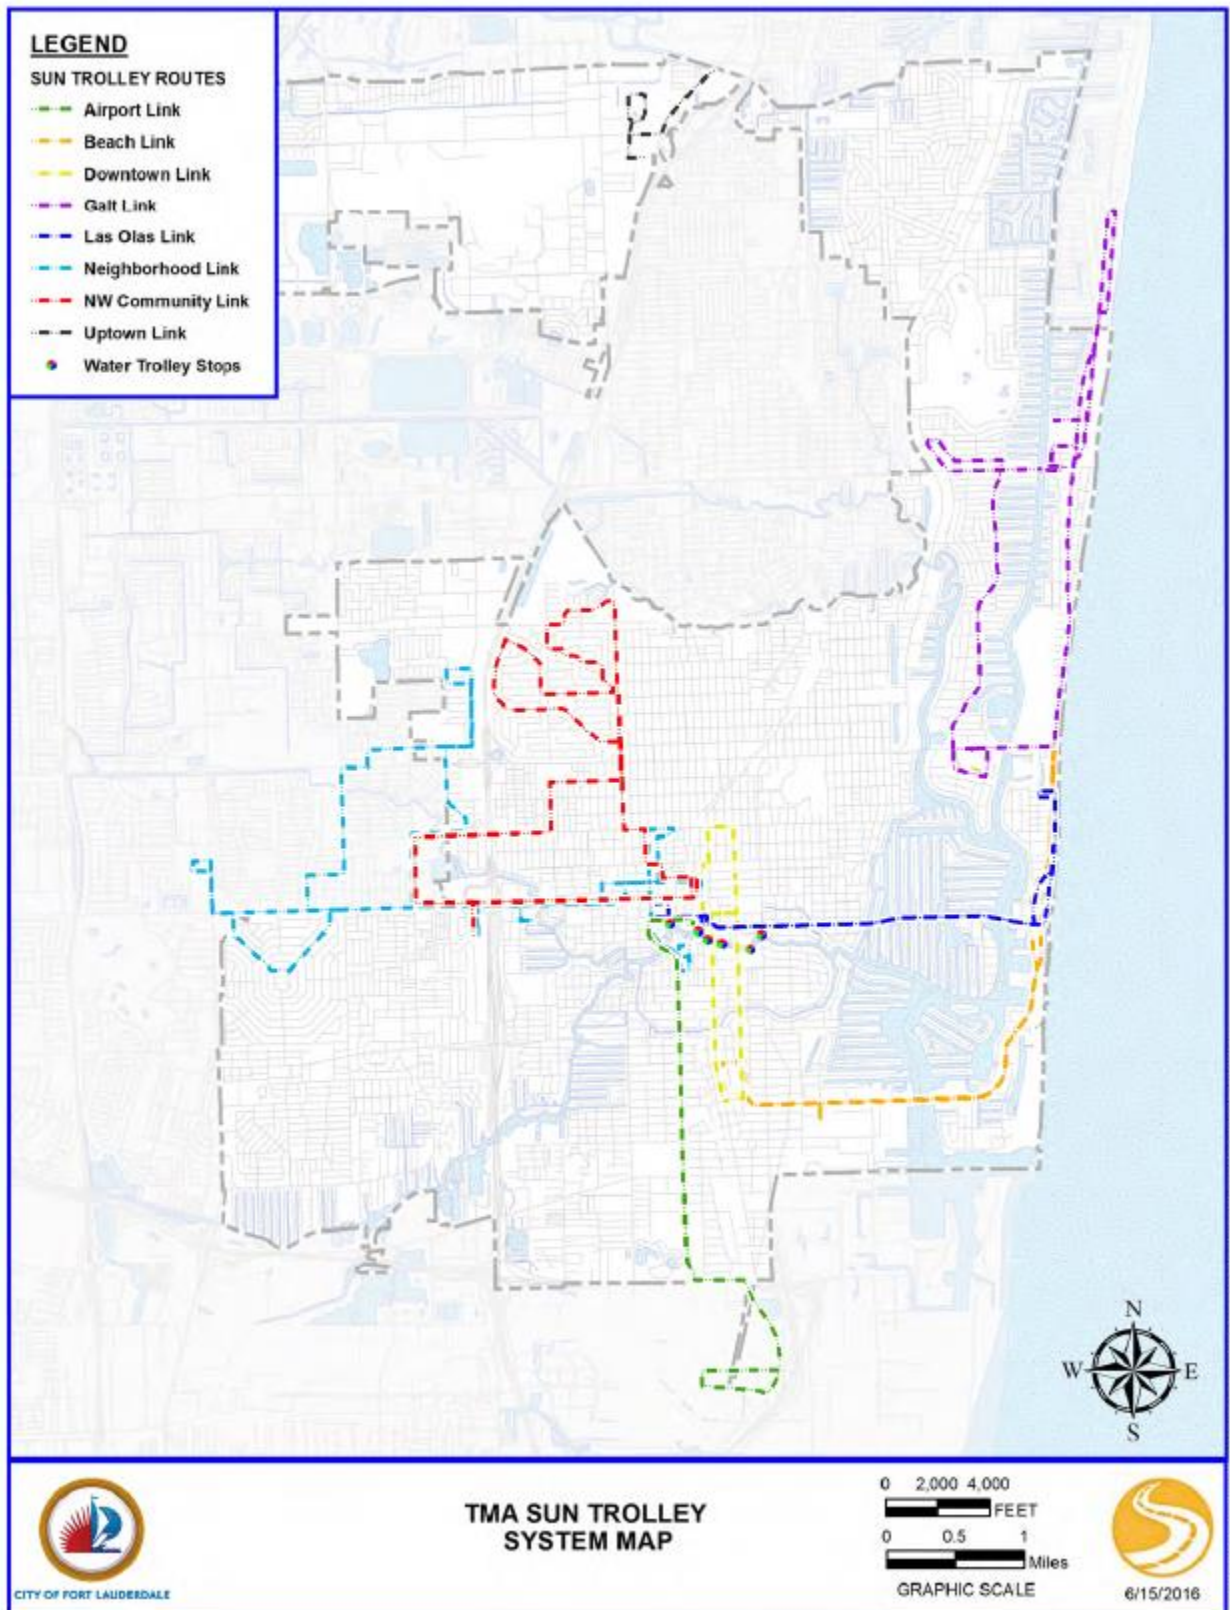 LEGEND
SUN TROLLEY ROUTES
Airport Link
Beach Link
Downtown Link
Galt Link
Las Olas Link
Neighborhood Link
NW Community Link
Uptown Link
Water Trolley Stops
N
W E
S
CITY OF FORT LAUDERDALE
TMA SUN TROLLEY
SYSTEM MAP
0 2,000 4,000
FEET
0 0.5 1
Miles
GRAPHIC SCALE
6/15/2016